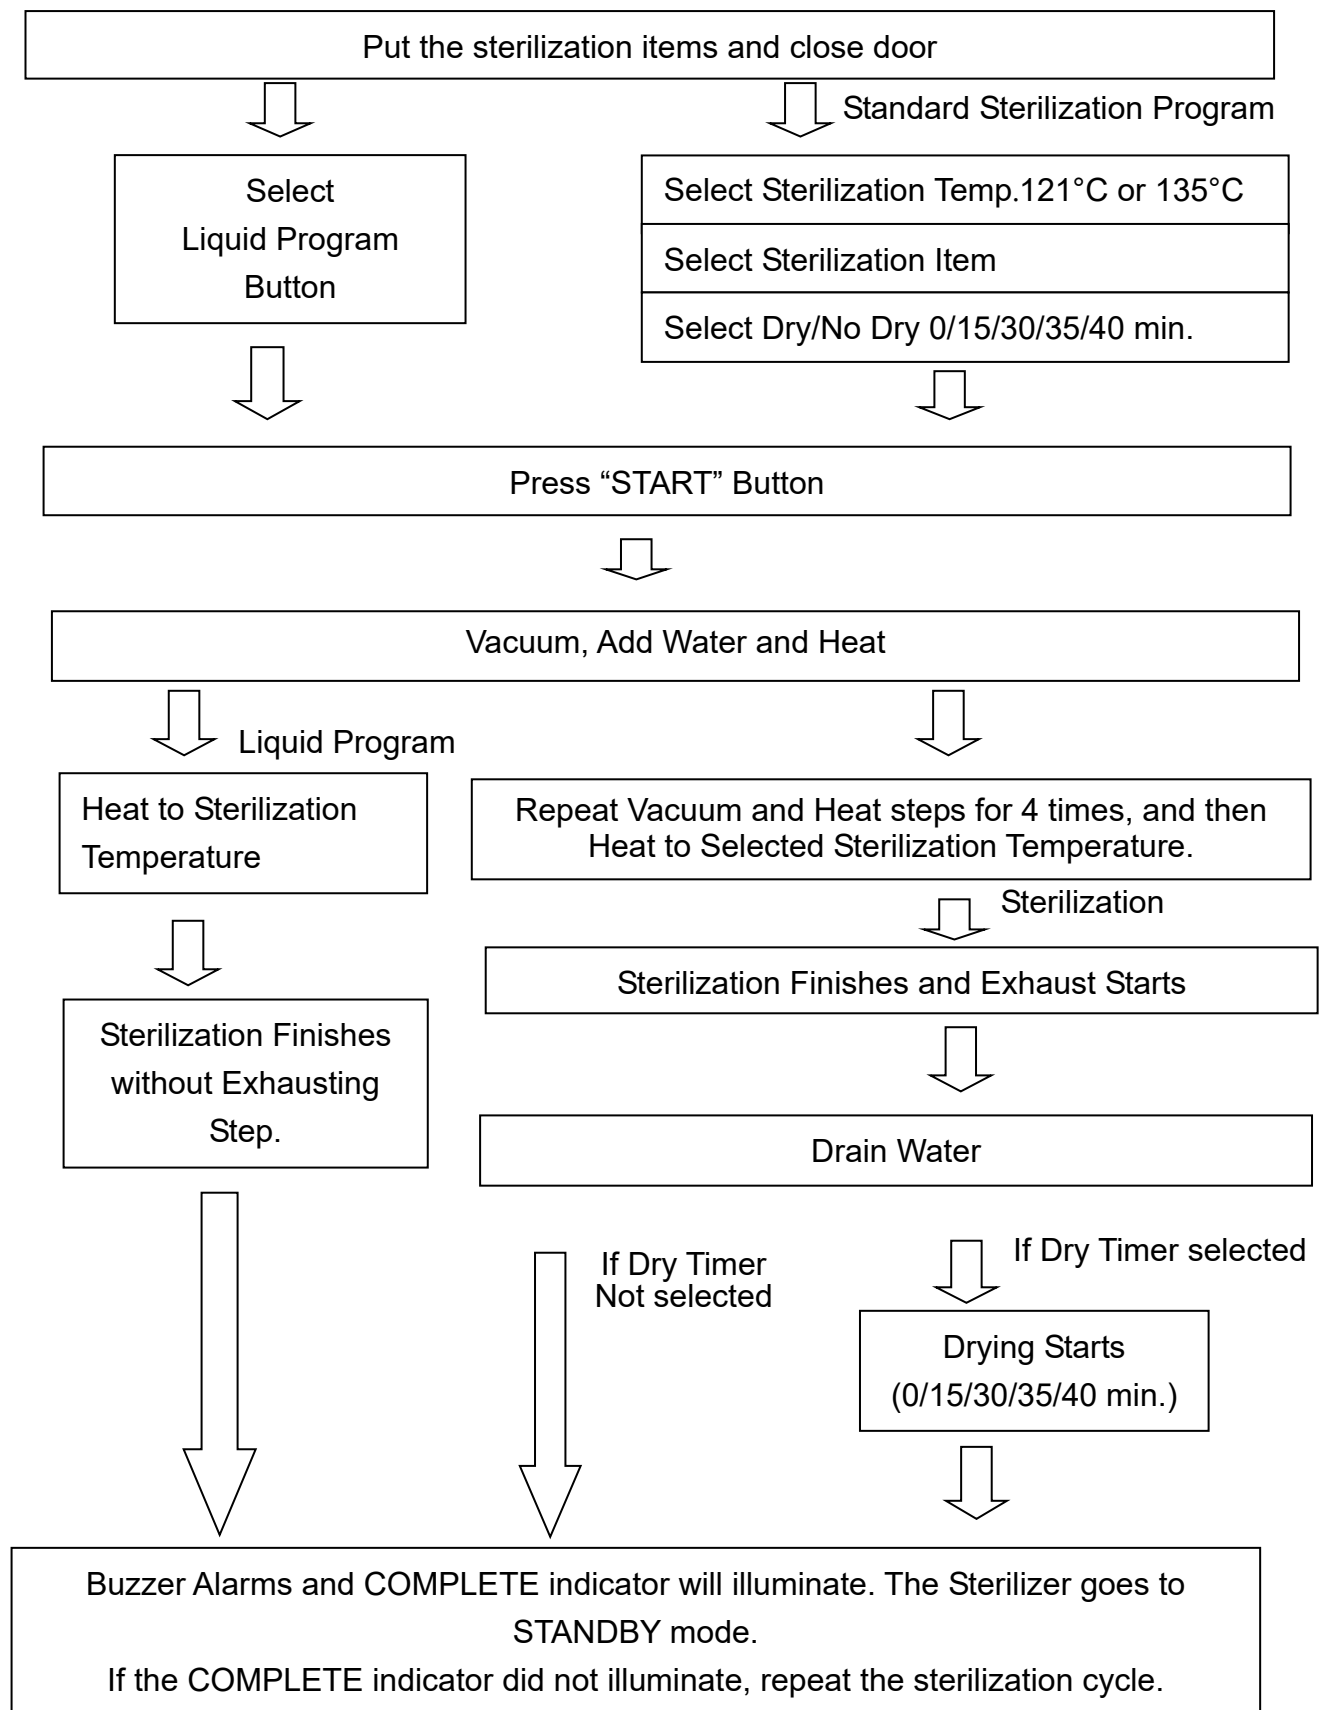 Put the sterilization items and close door
Standard Sterilization Program
Select
Liquid Program
Button
Select Sterilization Temp.121°C or 135°C
Select Sterilization Item
Select Dry/No Dry 0/15/30/35/40 min.
Press “START” Button
Vacuum, Add Water and Heat
Liquid Program
Heat to Sterilization
Temperature
Repeat Vacuum and Heat steps for 4 times, and then
Heat to Selected Sterilization Temperature.
Sterilization
Sterilization Finishes and Exhaust Starts
Sterilization Finishes
without Exhausting
Step.
Drain Water
If Dry Timer
Not selected
If Dry Timer selected
Drying Starts
(0/15/30/35/40 min.)
Buzzer Alarms and COMPLETE indicator will illuminate. The Sterilizer goes to
STANDBY mode.
If the COMPLETE indicator did not illuminate, repeat the sterilization cycle.